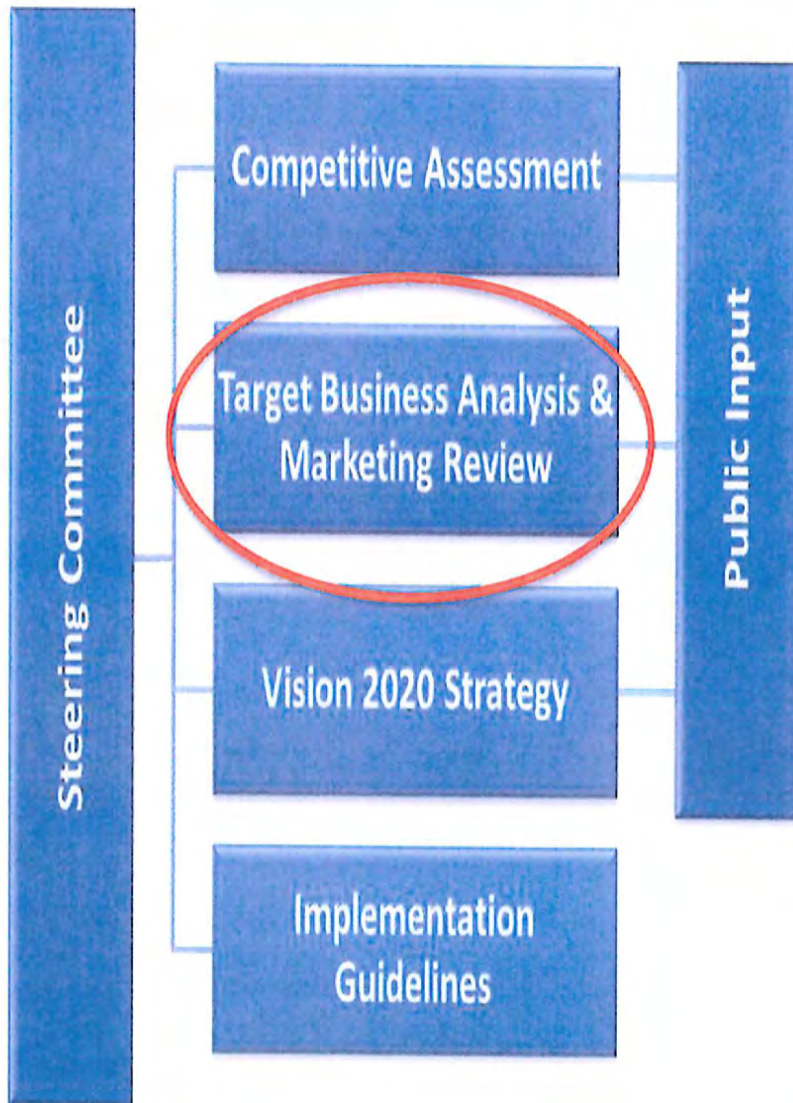 Steering Committee
Competitive Assessment
Target Business Analysis &
Marketing Review
Vision 2020 Strategy
Implementation
Guidelines
Public Input